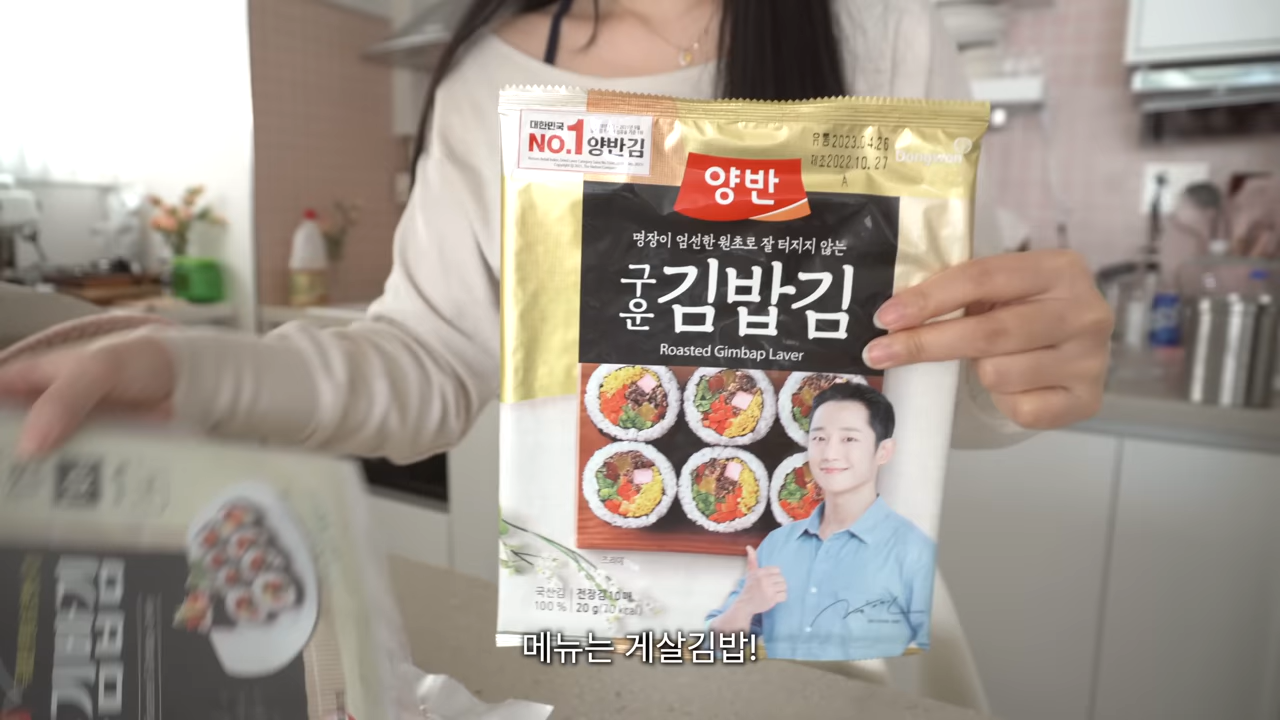 대한민국
NO.1 양반김
유통2023.04.26
제조2022.10.27
A
Dongwon
양반
명장이 엄선한 원초로 잘 터지지 않는
구운 김밥김
Roasted Gimbap Laver
국산김 100% 전장김 10매 20 g
메뉴는 게살김밥!